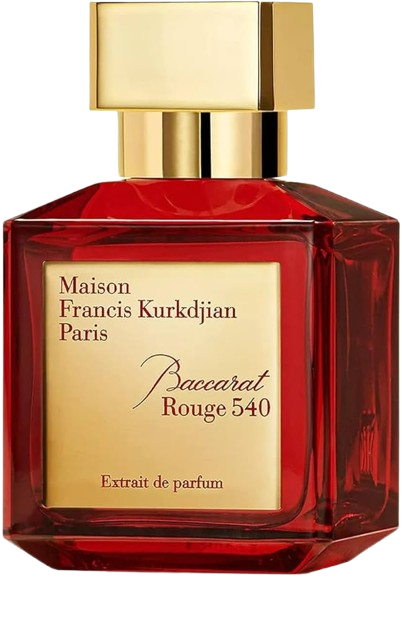 Maison
Francis Kurkdjian
Paris
Baccarat
Rouge 540
Extrait de parfum